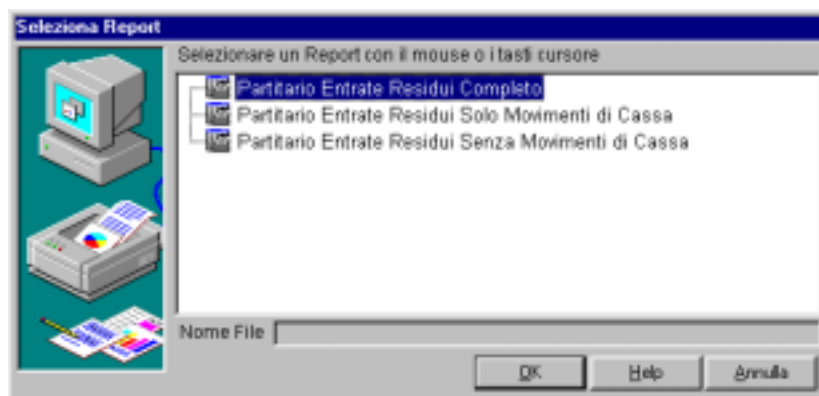 Seleziona Report
Selezionare un Report con il mouse o i tasti cursore
Partitario Entrate Residui Completo
Partitario Entrate Residui Solo Movimenti di Cassa
Partitario Entrate Residui Senza Movimenti di Cassa
Nome File
OK Help Annulla